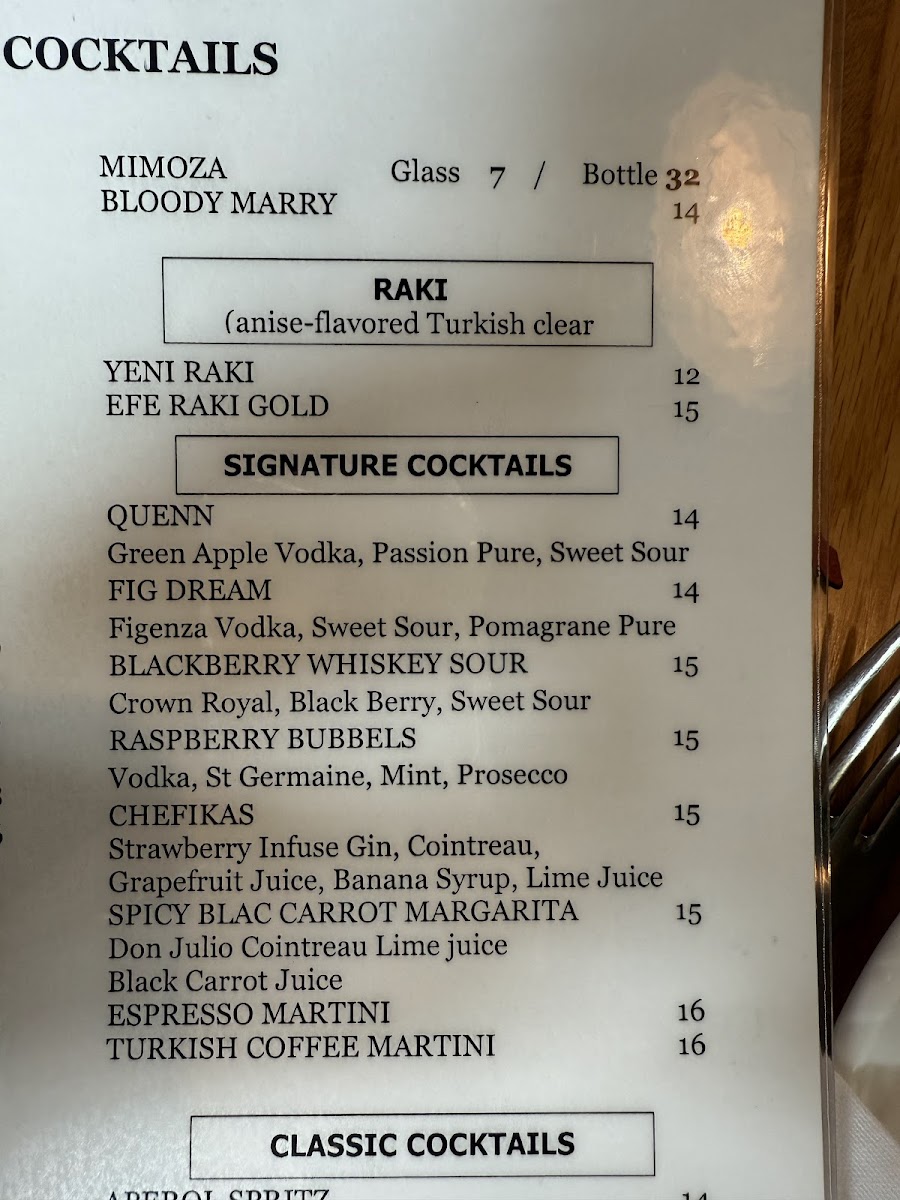 COCKTAILS
MIMOZA Glass 7 / Bottle 32
BLOODY MARRY 14
RAKI
(anise-flavored Turkish clear
YENI RAKI 12
EFE RAKI GOLD 15
SIGNATURE COCKTAILS
QUENN 14
Green Apple Vodka, Passion Pure, Sweet Sour
FIG DREAM 14
Figenza Vodka, Sweet Sour, Pomagrane Pure
BLACKBERRY WHISKEY SOUR 15
Crown Royal, Black Berry, Sweet Sour
RASPBERRY BUBBELS 15
Vodka, St Germaine, Mint, Prosecco
CHEFIKAS 15
Strawberry Infuse Gin, Cointreau,
Grapefruit Juice, Banana Syrup, Lime Juice
SPICY BLAC CARROT MARGARITA 15
Don Julio Cointreau Lime juice
Black Carrot Juice
ESPRESSO MARTINI 16
TURKISH COFFEE MARTINI 16
CLASSIC COCKTAILS
APEROL SPRITZ 14